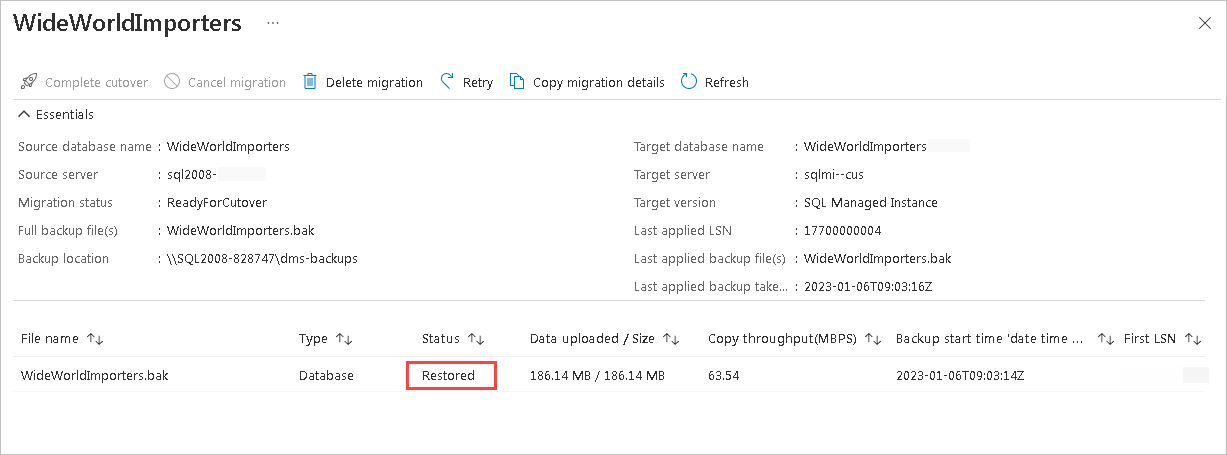 WideWorldImporters ...
Complete cutover Cancel migration Delete migration Retry Copy migration details Refresh
Essentials
Source database name : WideWorldImporters Target database name : WideWorldImporters
Source server : sql2008- Target server : sqlmi--cus
Migration status : ReadyForCutover Target version : SQL Managed Instance
Full backup file(s) : WideWorldImporters.bak Last applied LSN : 17700000004
Backup location : \\SQL2008-828747\dms-backups Last applied backup file(s) : WideWorldImporters.bak
Last applied backup take... : 2023-01-06T09:03:16Z
File name Type Status Data uploaded / Size Copy throughput(MBPS) Backup start time 'date time ... First LSN
WideWorldImporters.bak Database Restored 186.14 MB / 186.14 MB 63.54 2023-01-06T09:03:14Z